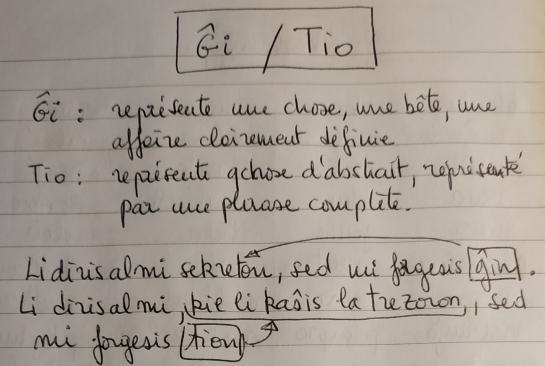 Ĝi / Tio
Ĝi : représente une chose, une bête, une
affaire clairement définie
Tio : représente qchose d'abstrait, représenté
par une phrase complète.
Li diris al mi sekreton, sed mi forgesis ĝin.
Li diris al mi, kie li kaŝis la trezoron, sed
mi forgesis tion